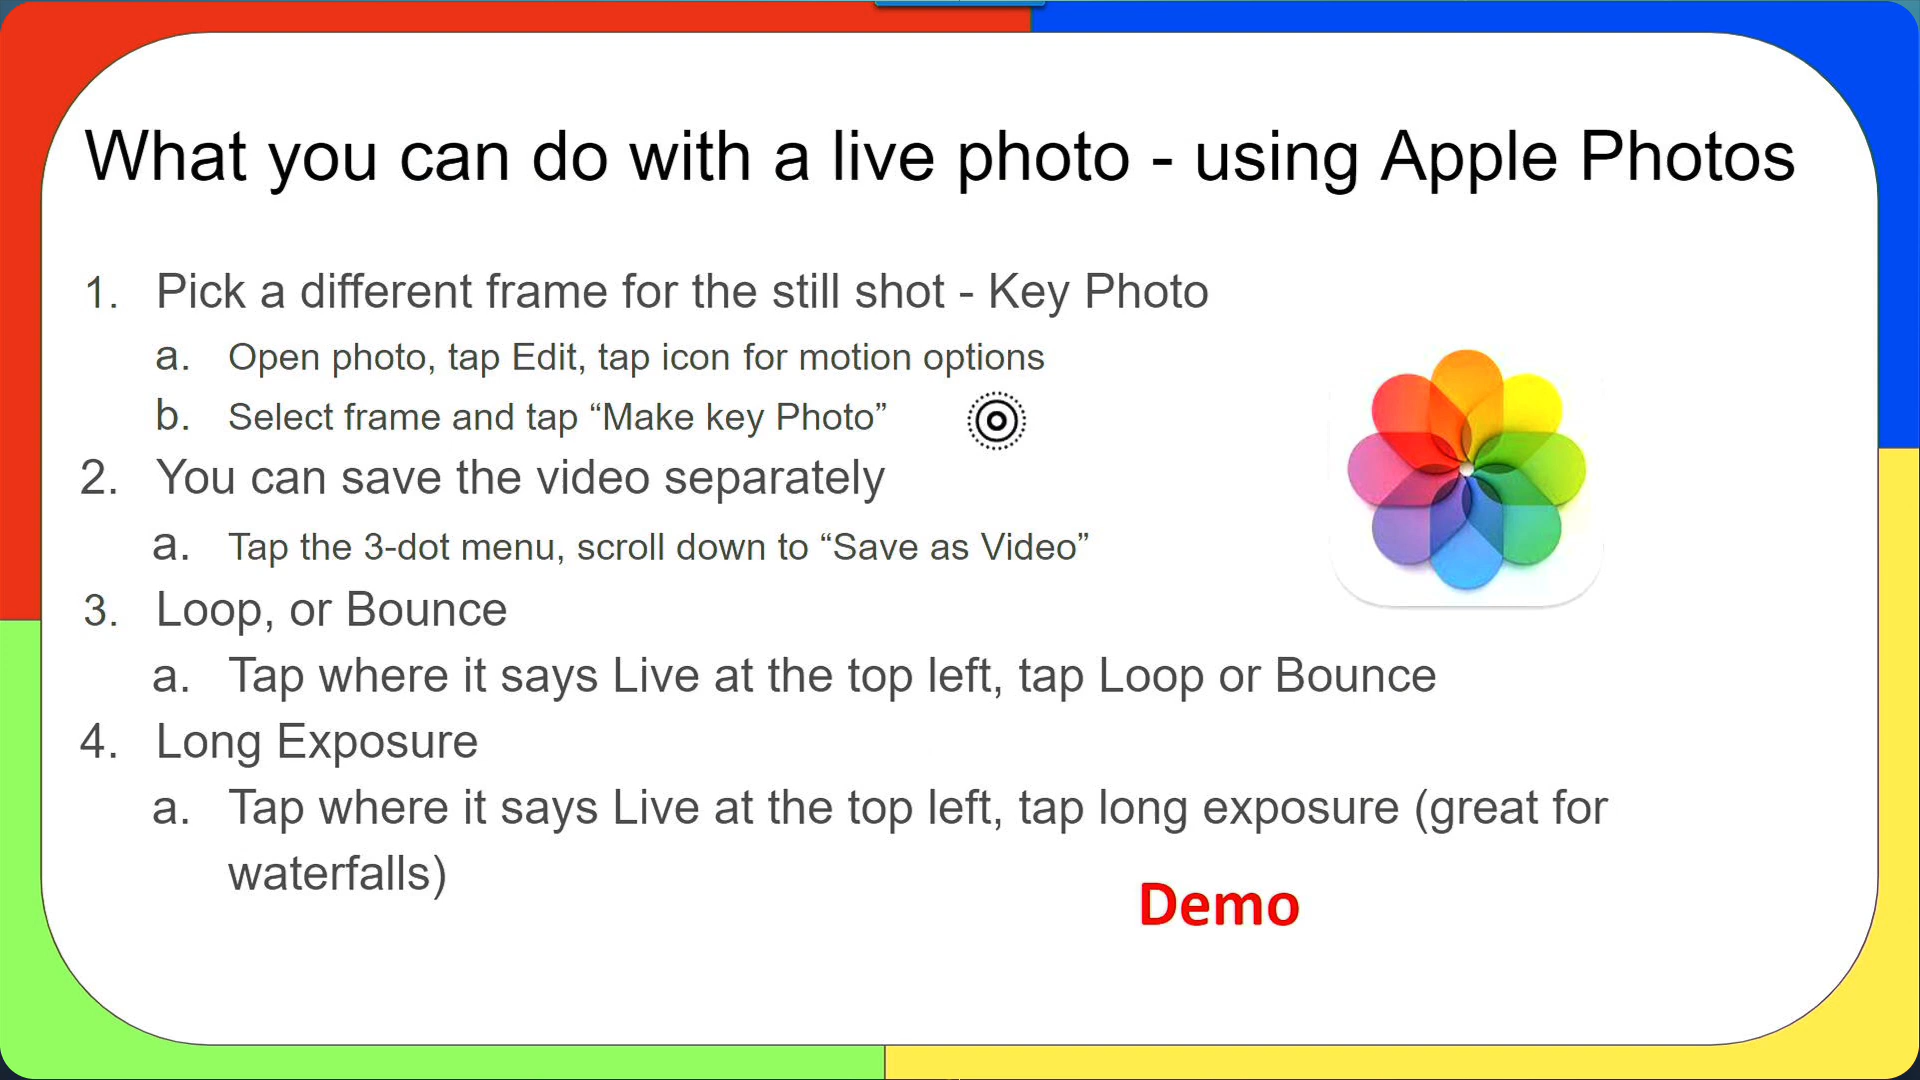 What you can do with a live photo - using Apple Photos
1. Pick a different frame for the still shot - Key Photo
a. Open photo, tap Edit, tap icon for motion options
b. Select frame and tap “Make key Photo”
2. You can save the video separately
a. Tap the 3-dot menu, scroll down to “Save as Video”
3. Loop, or Bounce
a. Tap where it says Live at the top left, tap Loop or Bounce
4. Long Exposure
a. Tap where it says Live at the top left, tap long exposure (great for
waterfalls)
Demo